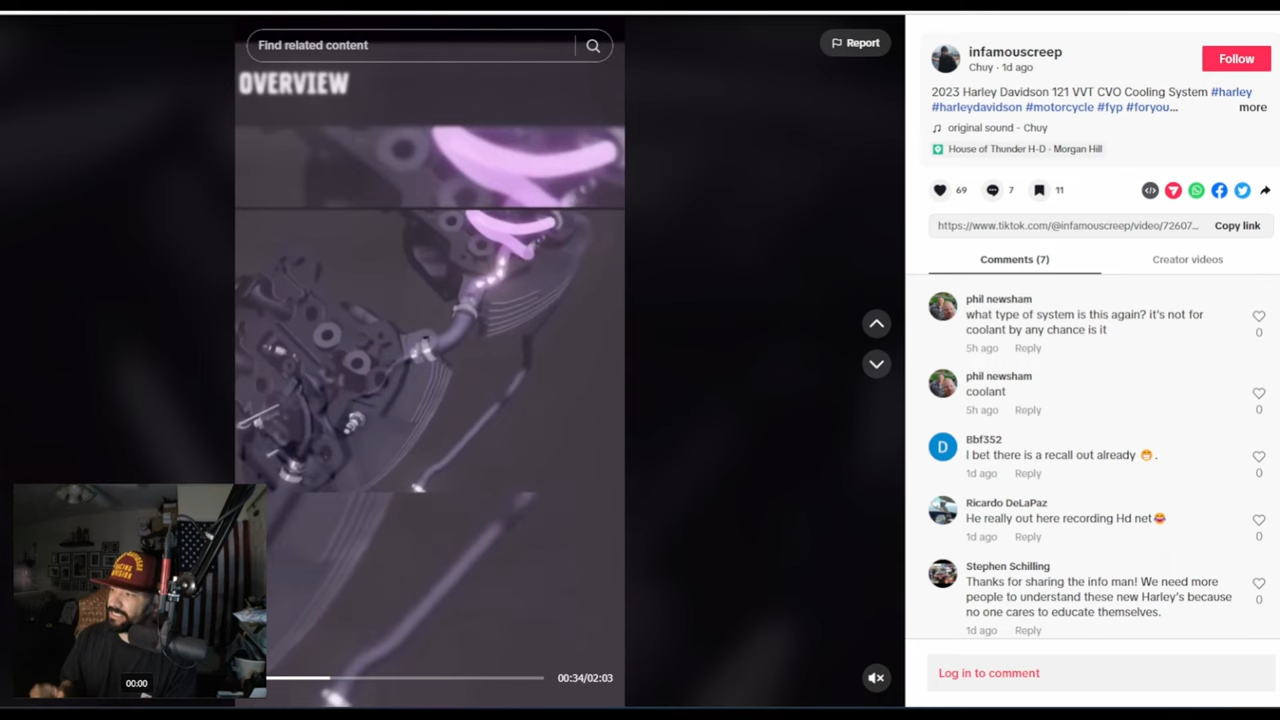 Find related content
OVERVIEW
Report
00:34/02:03
00:00
infamouscreep
Chuy · 1d ago
Follow
2023 Harley Davidson 121 VVT CVO Cooling System #harley
#harleydavidson #motorcycle #fyp #foryou...
more
original sound - Chuy
House of Thunder H-D - Morgan Hill
69
7
11
https://www.tiktok.com/@infamouscreep/video/72607...
Copy link
Comments (7)
Creator videos
phil newsham
what type of system is this again? it's not for
coolant by any chance is it
5h ago Reply
0
phil newsham
coolant
5h ago Reply
0
D
Bbf352
I bet there is a recall out already 😁 .
1d ago Reply
0
Ricardo DeLaPaz
He really out here recording Hd net😂
1d ago Reply
0
Stephen Schilling
Thanks for sharing the info man! We need more
people to understand these new Harley's because
no one cares to educate themselves.
1d ago Reply
0
Log in to comment